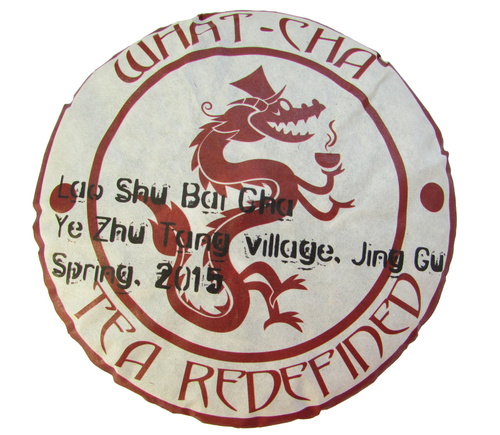 WHAT-CHA
Lao Shu Bai Cha
Ye Zhu Tang Village, Jing Gu
Spring, 2015
TEA REDEFINED